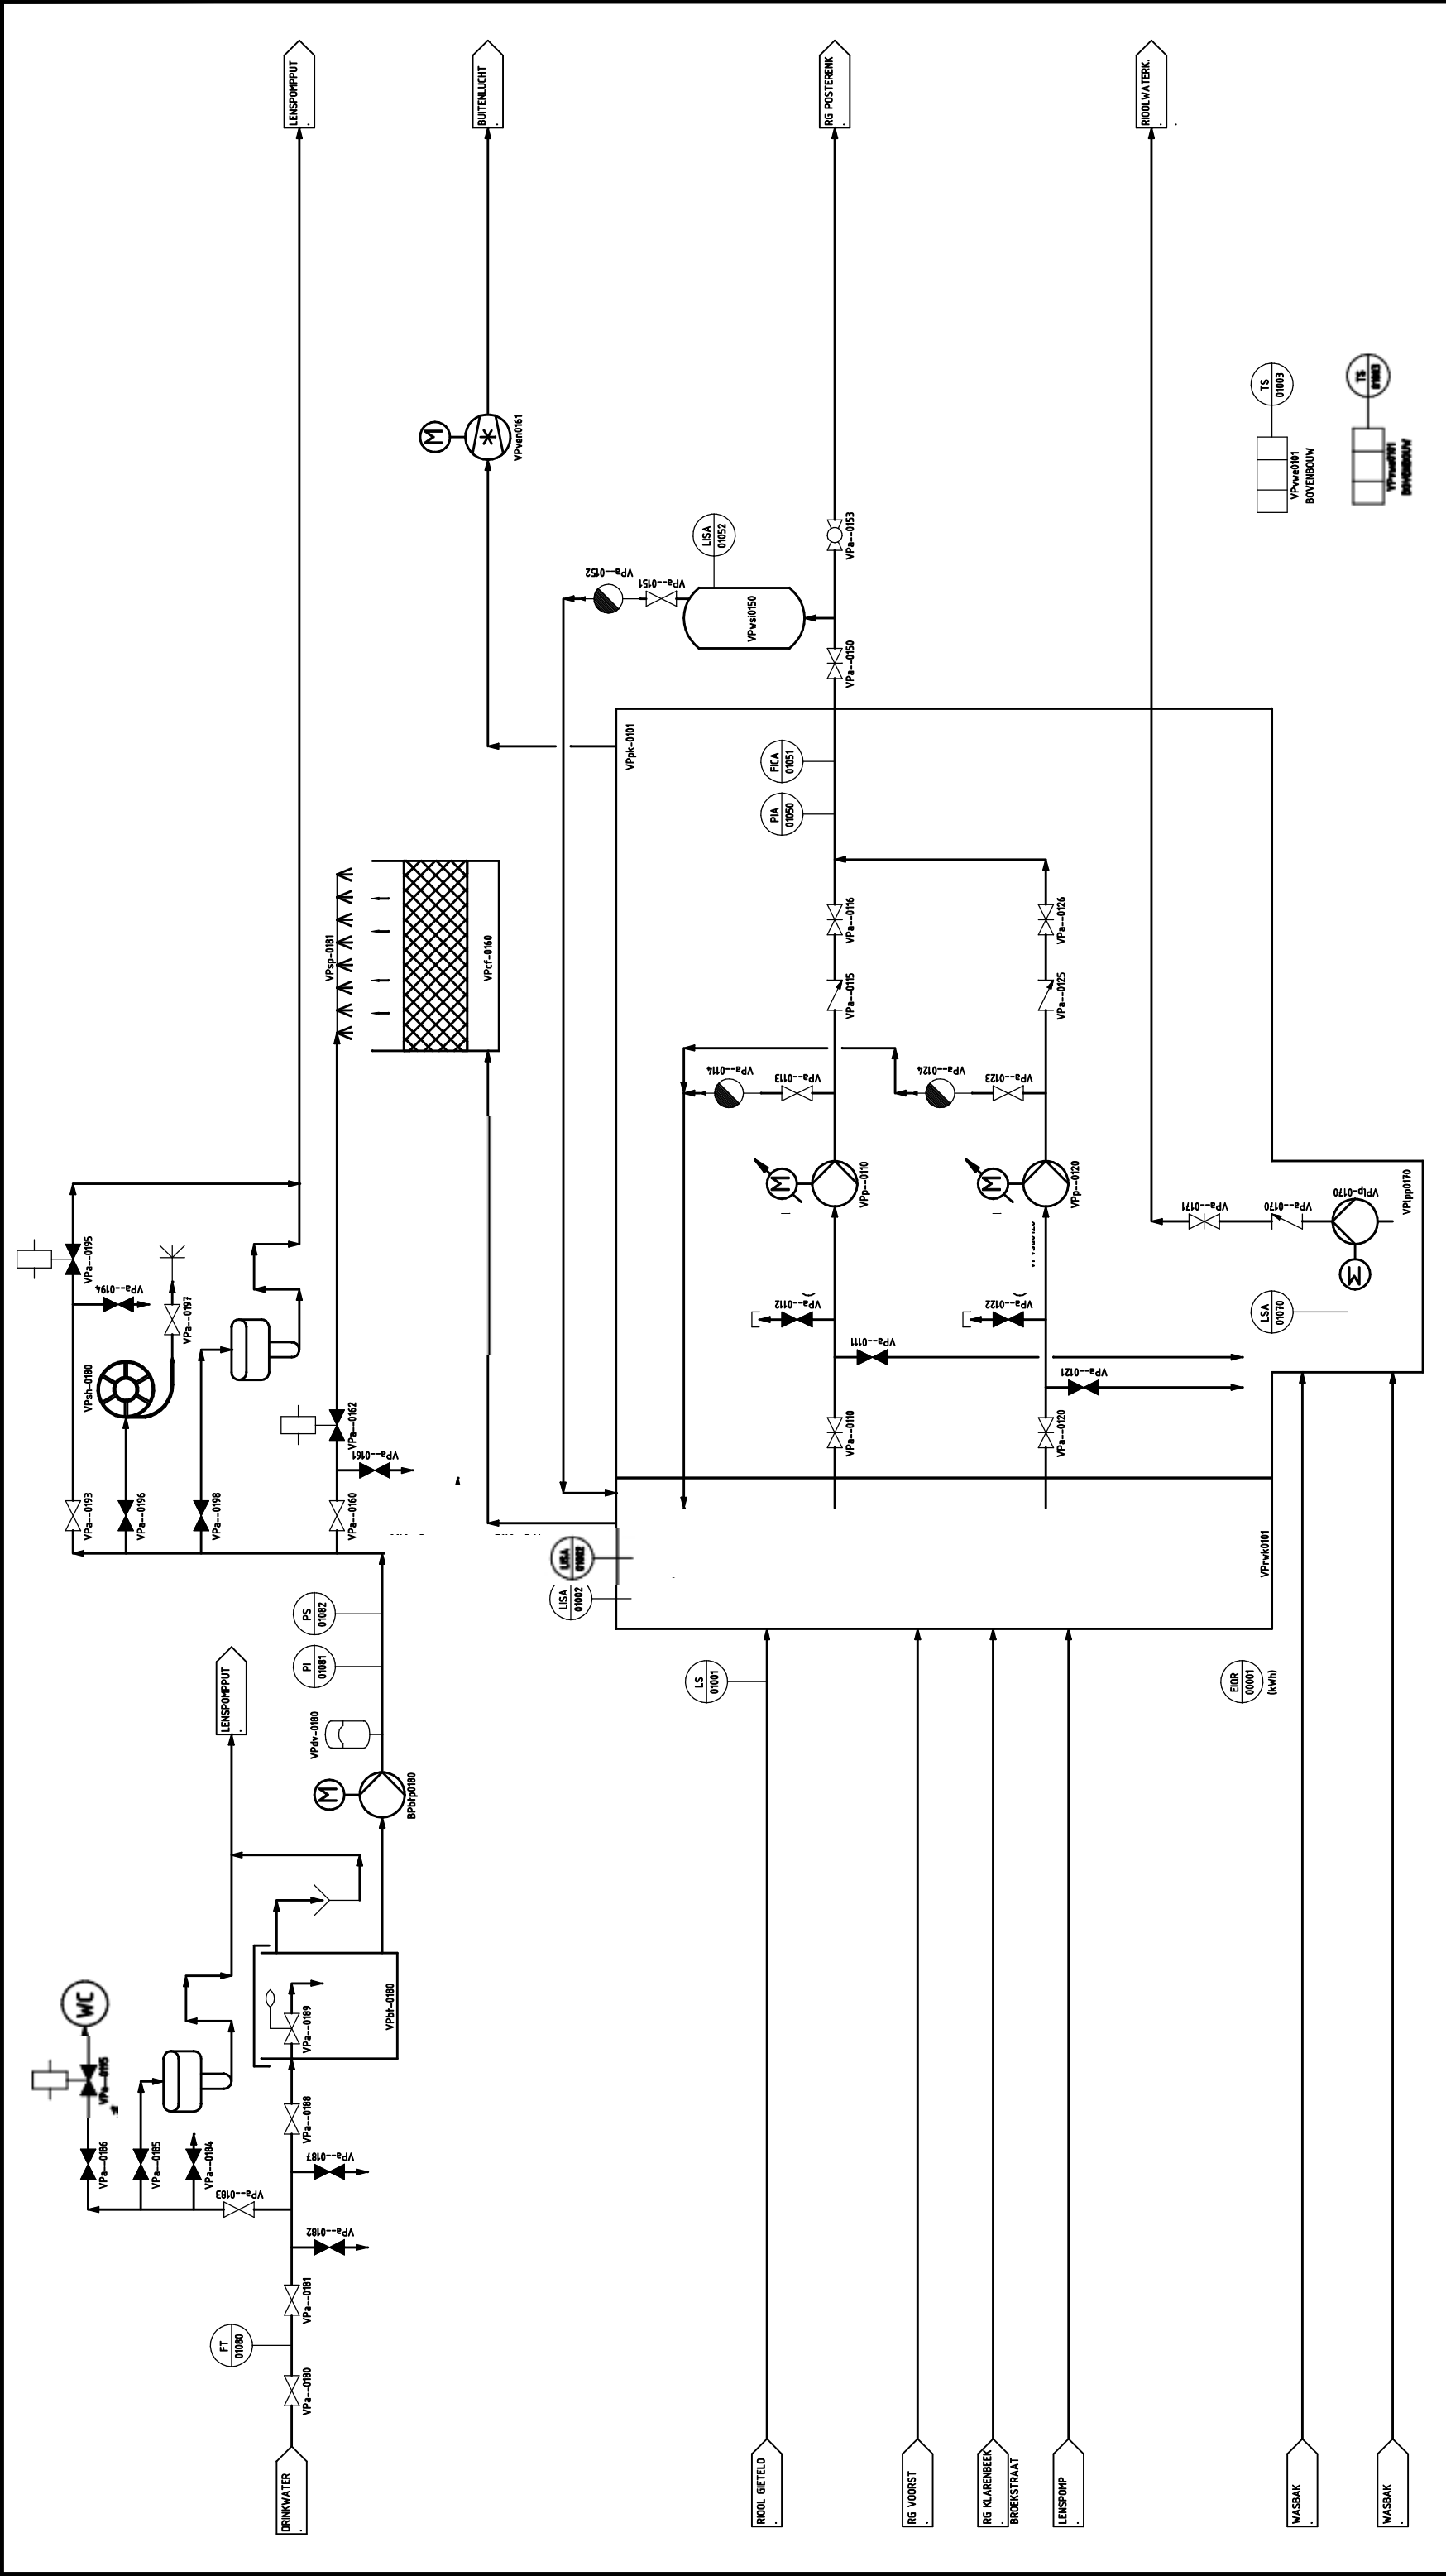 DRINKWATER
VPa--0180
FT
01080
VPa--0181
VPa--0182
VPa--0183
VPa--0184
VPa--0185
VPa--0186
WC
VPa--0187
VPa--0188
VPa--0189
VPbt-0180
LENSPOMPPUT
M
BPbtp0180
VPdv-0180
PI
01081
PS
01082
VPa--0193
VPa--0196
VPa--0198
VPa--0160
VPa--0161
VPa--0162
VPsh-0180
VPa--0194
VPa--0197
VPa--0195
LENSPOMPPUT
VPsp-0181
VPcf-0160
M
VPven0161
BUITENLUCHT
RIOOL GIETELO
RG VOORST
RG KLARENBEEK
BROEKSTRAAT
LENSPOMP
LS
01001
LISA
01002
LISA
01002
VPrwk0101
EIQR
00001
(kWh)
VPa--0110
VPa--0111
VPa--0112
M
VPp--0110
VPa--0113
VPa--0114
VPa--0115
VPa--0116
VPa--0120
VPa--0121
VPa--0122
M
VPp--0120
VPa--0123
VPa--0124
VPa--0125
VPa--0126
PIA
01050
FICA
01051
VPpk-0101
VPa--0150
VPwsl0150
VPa--0151
VPa--0152
LISA
01052
VPa--0153
RG POSTERENK
WASBAK
WASBAK
LSA
01070
M
VPlp-0170
VPlpp0170
VPa--0170
VPa--0171
RIOOLWATERK.
TS
01003
VPvwe0101
BOVENBOUW
TS
01003
BOVENBOUW